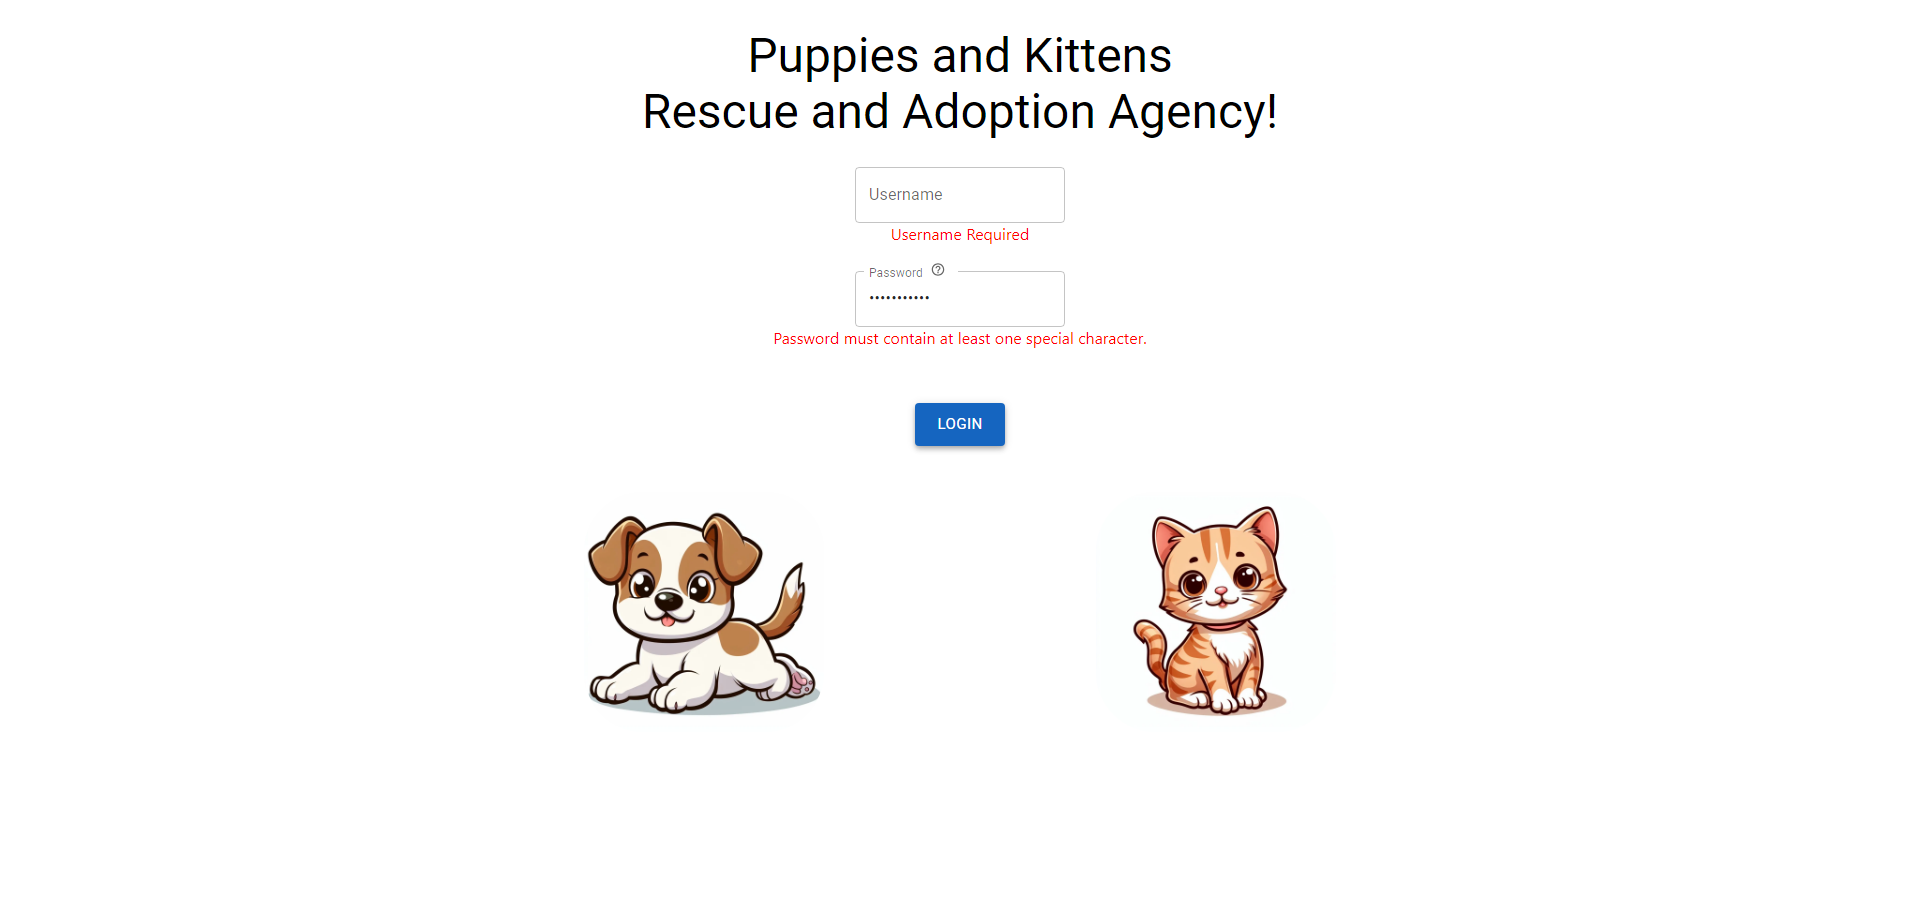 Puppies and Kittens
Rescue and Adoption Agency!
Username
Username Required
Password
•••••••••••
Password must contain at least one special character.
LOGIN